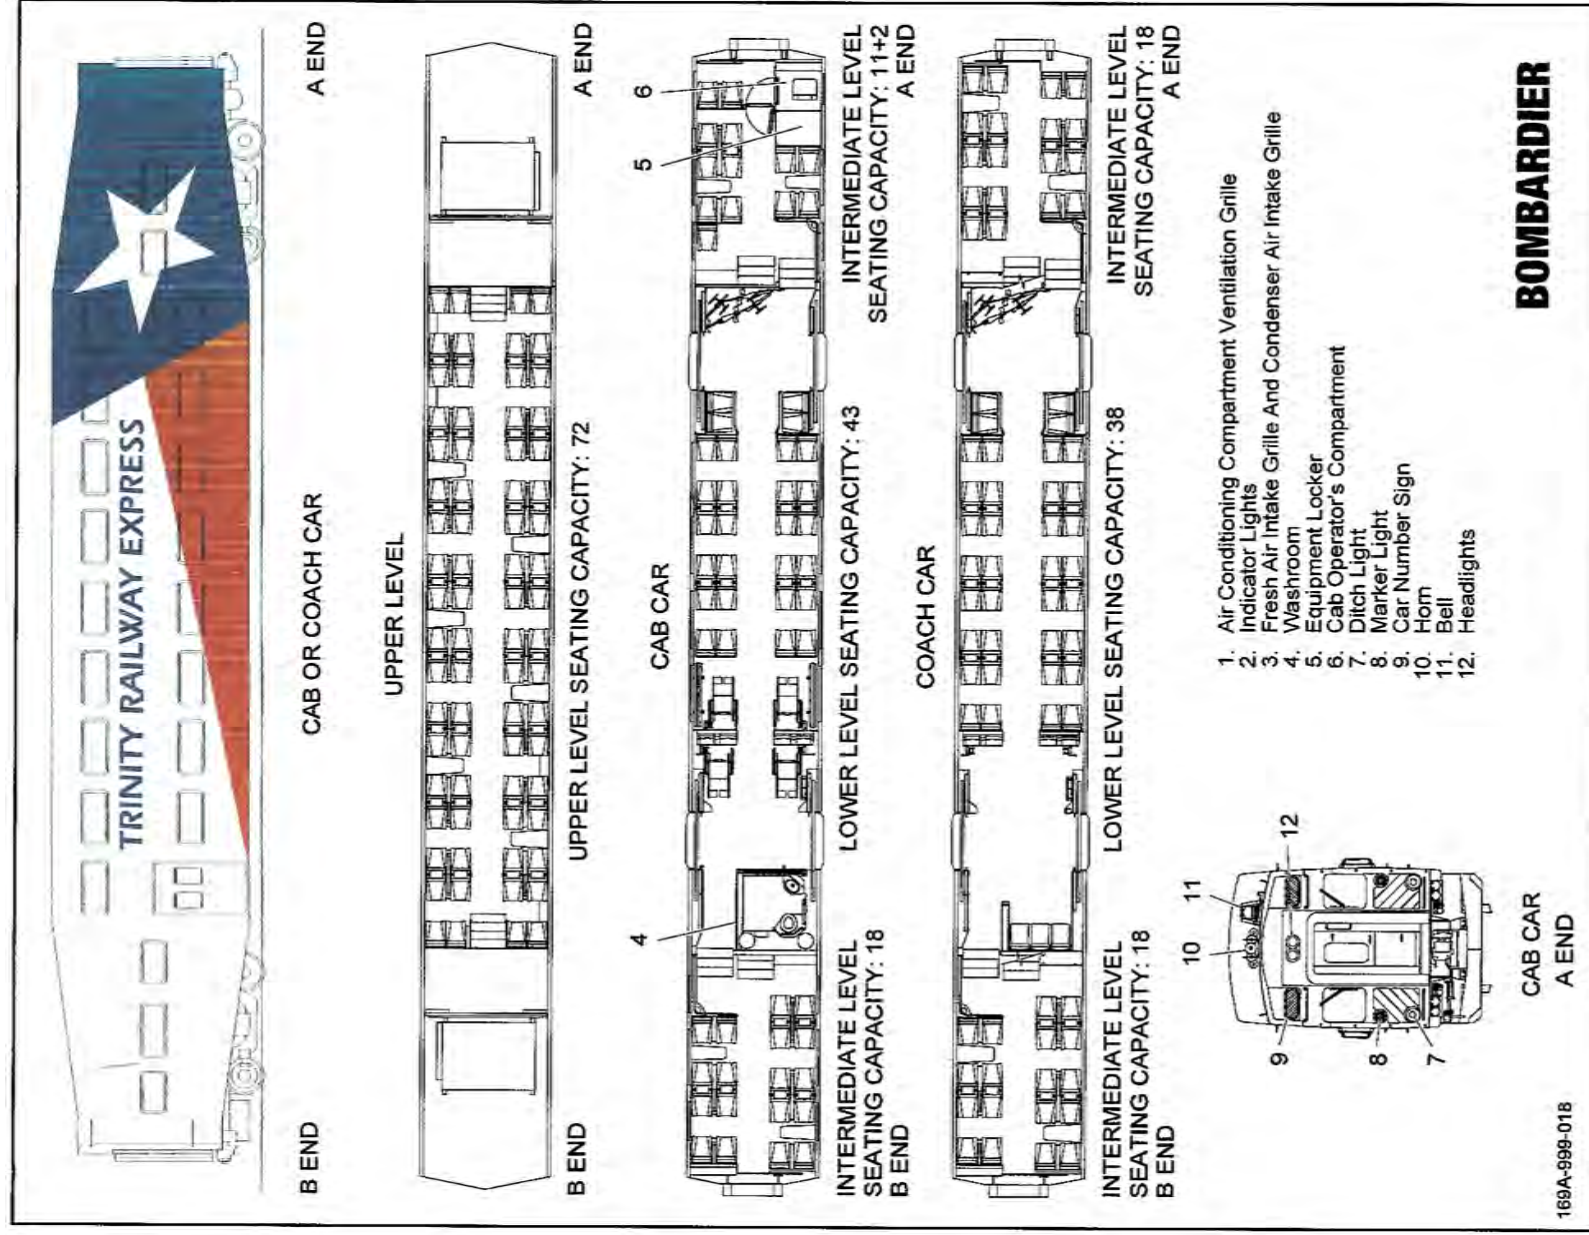 TRINITY RAILWAY EXPRESS
B END
CAB OR COACH CAR
A END
UPPER LEVEL
B END
UPPER LEVEL SEATING CAPACITY: 72
A END
CAB CAR
4
5
6
INTERMEDIATE LEVEL
SEATING CAPACITY: 18
B END
LOWER LEVEL SEATING CAPACITY: 43
INTERMEDIATE LEVEL
SEATING CAPACITY: 11+2
A END
COACH CAR
INTERMEDIATE LEVEL
SEATING CAPACITY: 18
B END
LOWER LEVEL SEATING CAPACITY: 38
INTERMEDIATE LEVEL
SEATING CAPACITY: 18
A END
9
8
7
10
11
12
CAB CAR
A END
1. Air Conditioning Compartment Ventilation Grille
2. Indicator Lights
3. Fresh Air Intake Grille And Condenser Air Intake Grille
4. Washroom
5. Equipment Locker
6. Cab Operator's Compartment
7. Ditch Light
8. Marker Light
9. Car Number Sign
10. Horn
11. Bell
12. Headlights
169A-999-018
BOMBARDIER